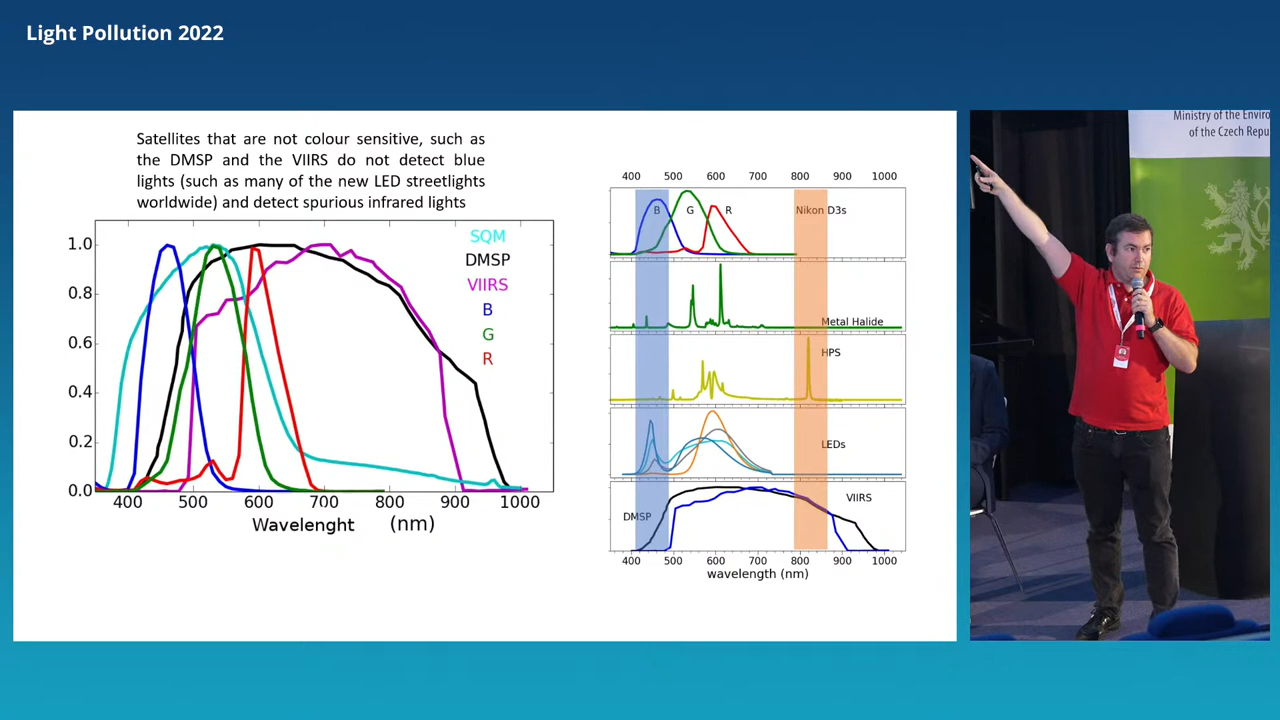 Light Pollution 2022
Satellites that are not colour sensitive, such as
the DMSP and the VIIRS do not detect blue
lights (such as many of the new LED streetlights
worldwide) and detect spurious infrared lights
1.0
0.8
0.6
0.4
0.2
0.0
400 500 600 700 800 900 1000
Wavelenght (nm)
SQM
DMSP
VIIRS
B
G
R
400 500 600 700 800 900 1000
B G R Nikon D3s
Metal Halide
HPS
LEDs
DMSP VIIRS
400 500 600 700 800 900 1000
wavelength (nm)
Ministry of the
of the Czech